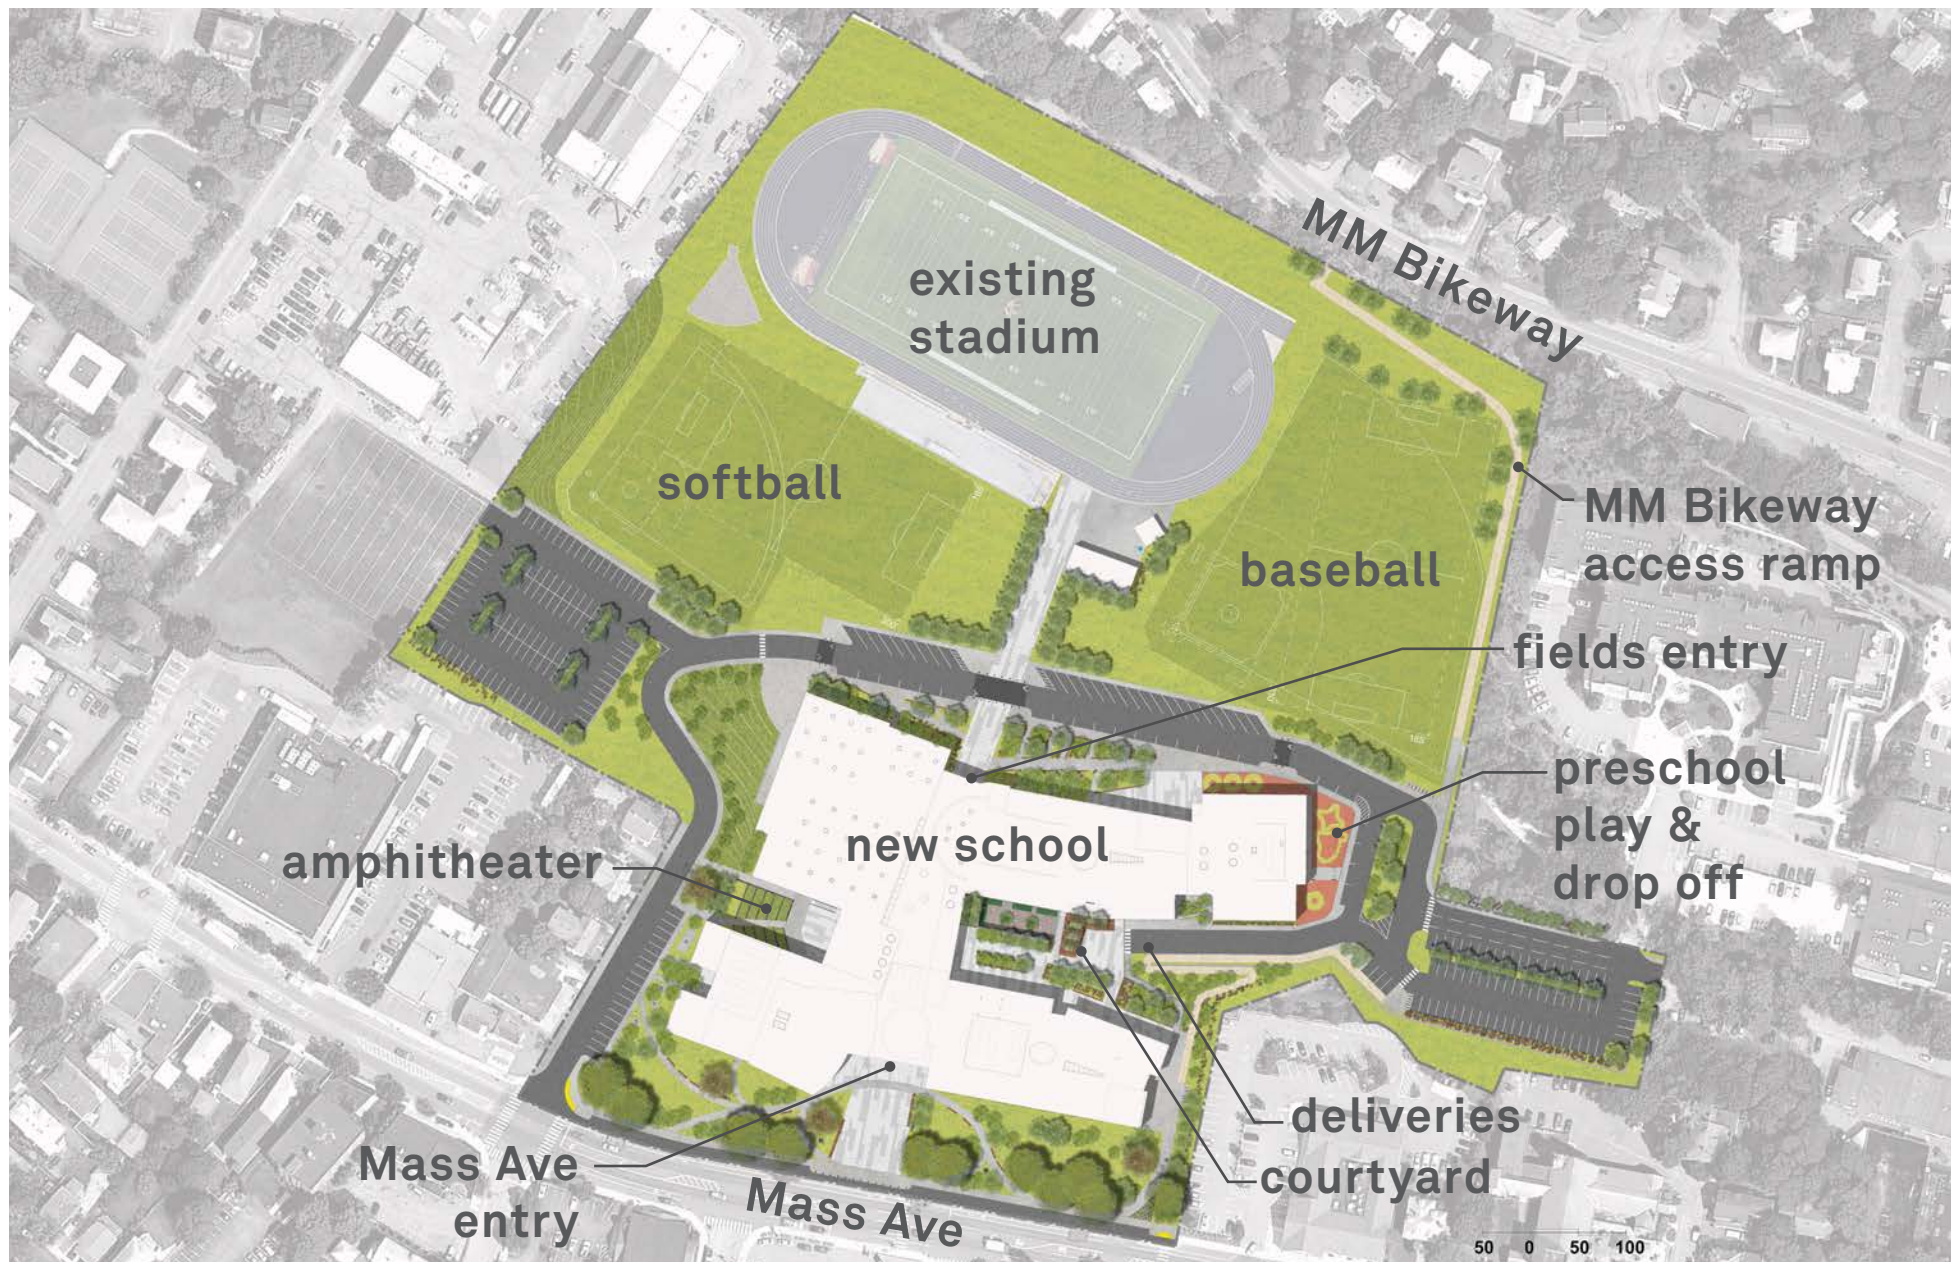 MM Bikeway
existing
stadium
softball
baseball
MM Bikeway
access ramp
fields entry
preschool
play &
drop off
new school
amphitheater
deliveries
courtyard
Mass Ave
entry
Mass Ave
50 0 50 100